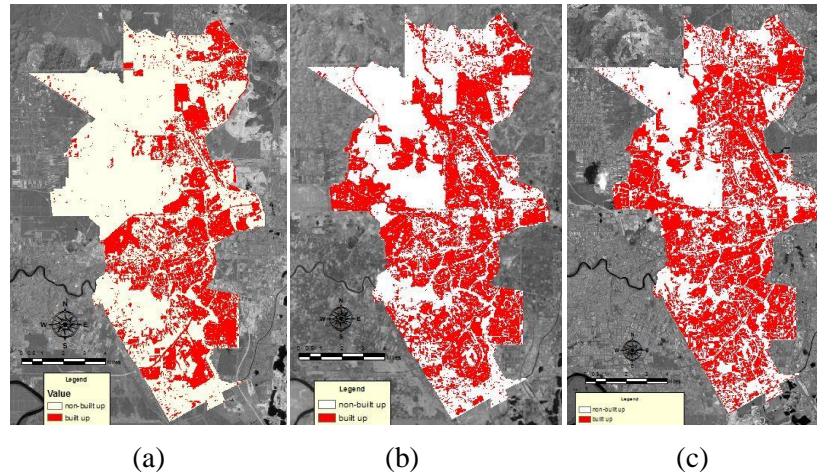 N
W E
S
Legend
Value
non-built up
built up
(a)
N
W E
S
Legend
non-built up
built up
(b)
N
W E
S
Legend
non-built up
built up
(c)